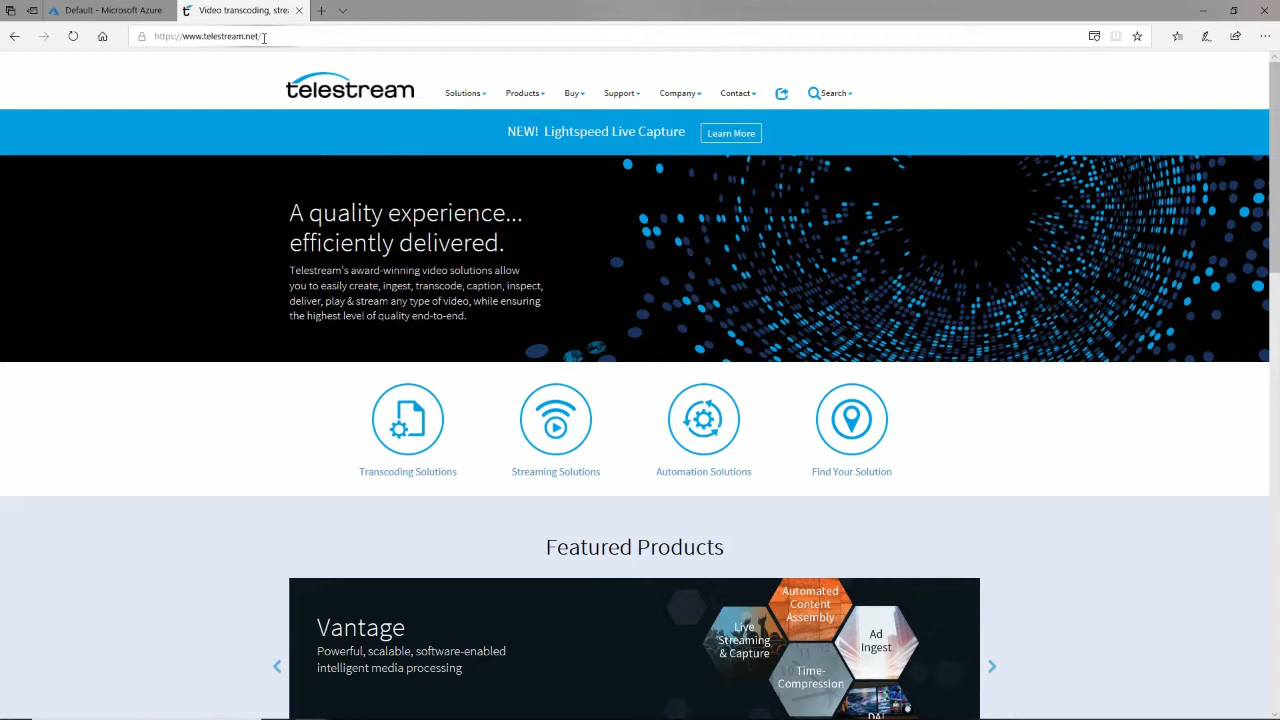 Default - Microsoft Azure
Video transcoding, strea
https://www.telestream.net/
telestream
Solutions
Products
Buy
Support
Company
Contact
Search
NEW! Lightspeed Live Capture
Learn More
A quality experience...
efficiently delivered.
Telestream's award-winning video solutions allow
you to easily create, ingest, transcode, caption, inspect,
deliver, play & stream any type of video, while ensuring
the highest level of quality end-to-end.
Transcoding Solutions
Streaming Solutions
Automation Solutions
Find Your Solution
Featured Products
Vantage
Powerful, scalable, software-enabled
intelligent media processing
Automated
Content
Assembly
Live
Streaming
& Capture
Ad
Ingest
Time-
Compression
DAI